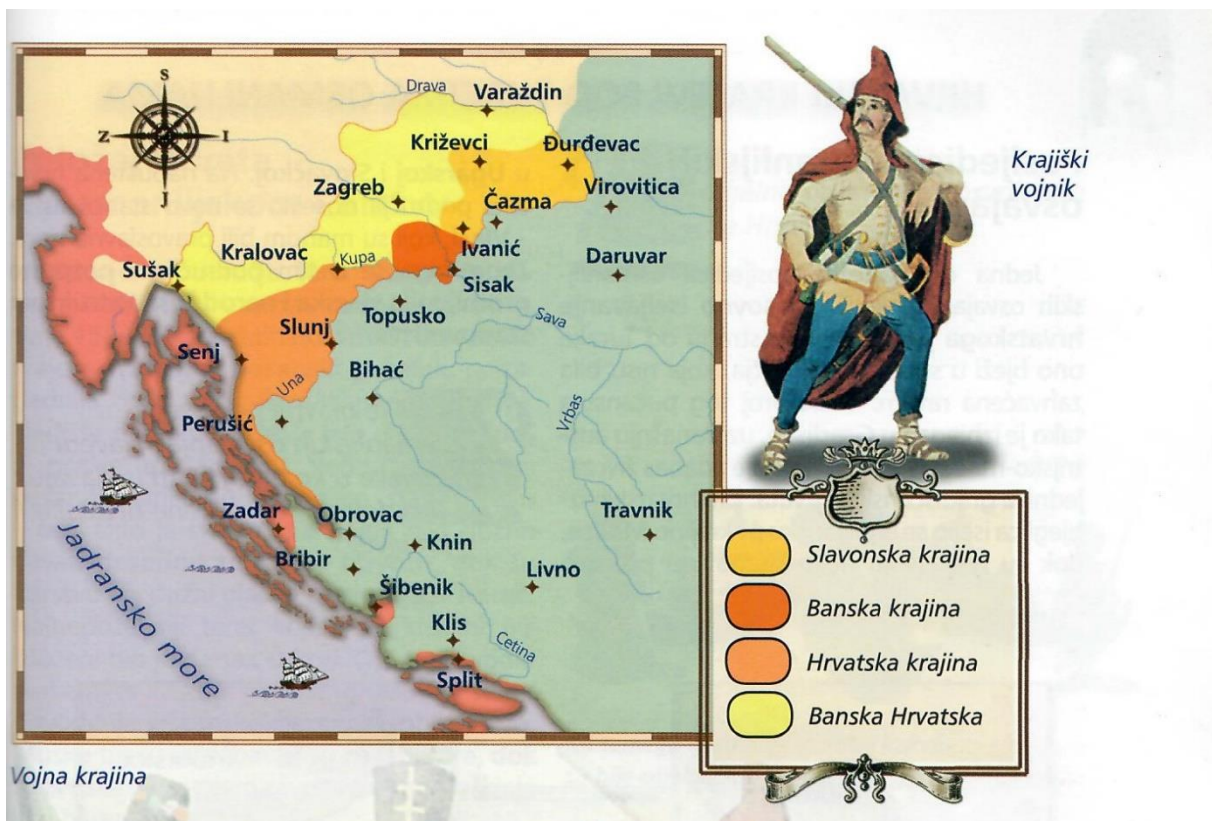 S
Z
I
J
Drava
Varaždin
Križevci
Đurđevac
Zagreb
Virovitica
Čazma
Kralovac
Kupa
Ivanić
Daruvar
Sušak
Sisak
Topusko
Sava
Slunj
Senj
Bihać
Una
Vrbas
Perušić
Zadar
Obrovac
Travnik
Knin
Bribir
Livno
Šibenik
Klis
Cetina
Split
Jadransko more
Vojna krajina
Krajiški
vojnik
Slavonska krajina
Banska krajina
Hrvatska krajina
Banska Hrvatska